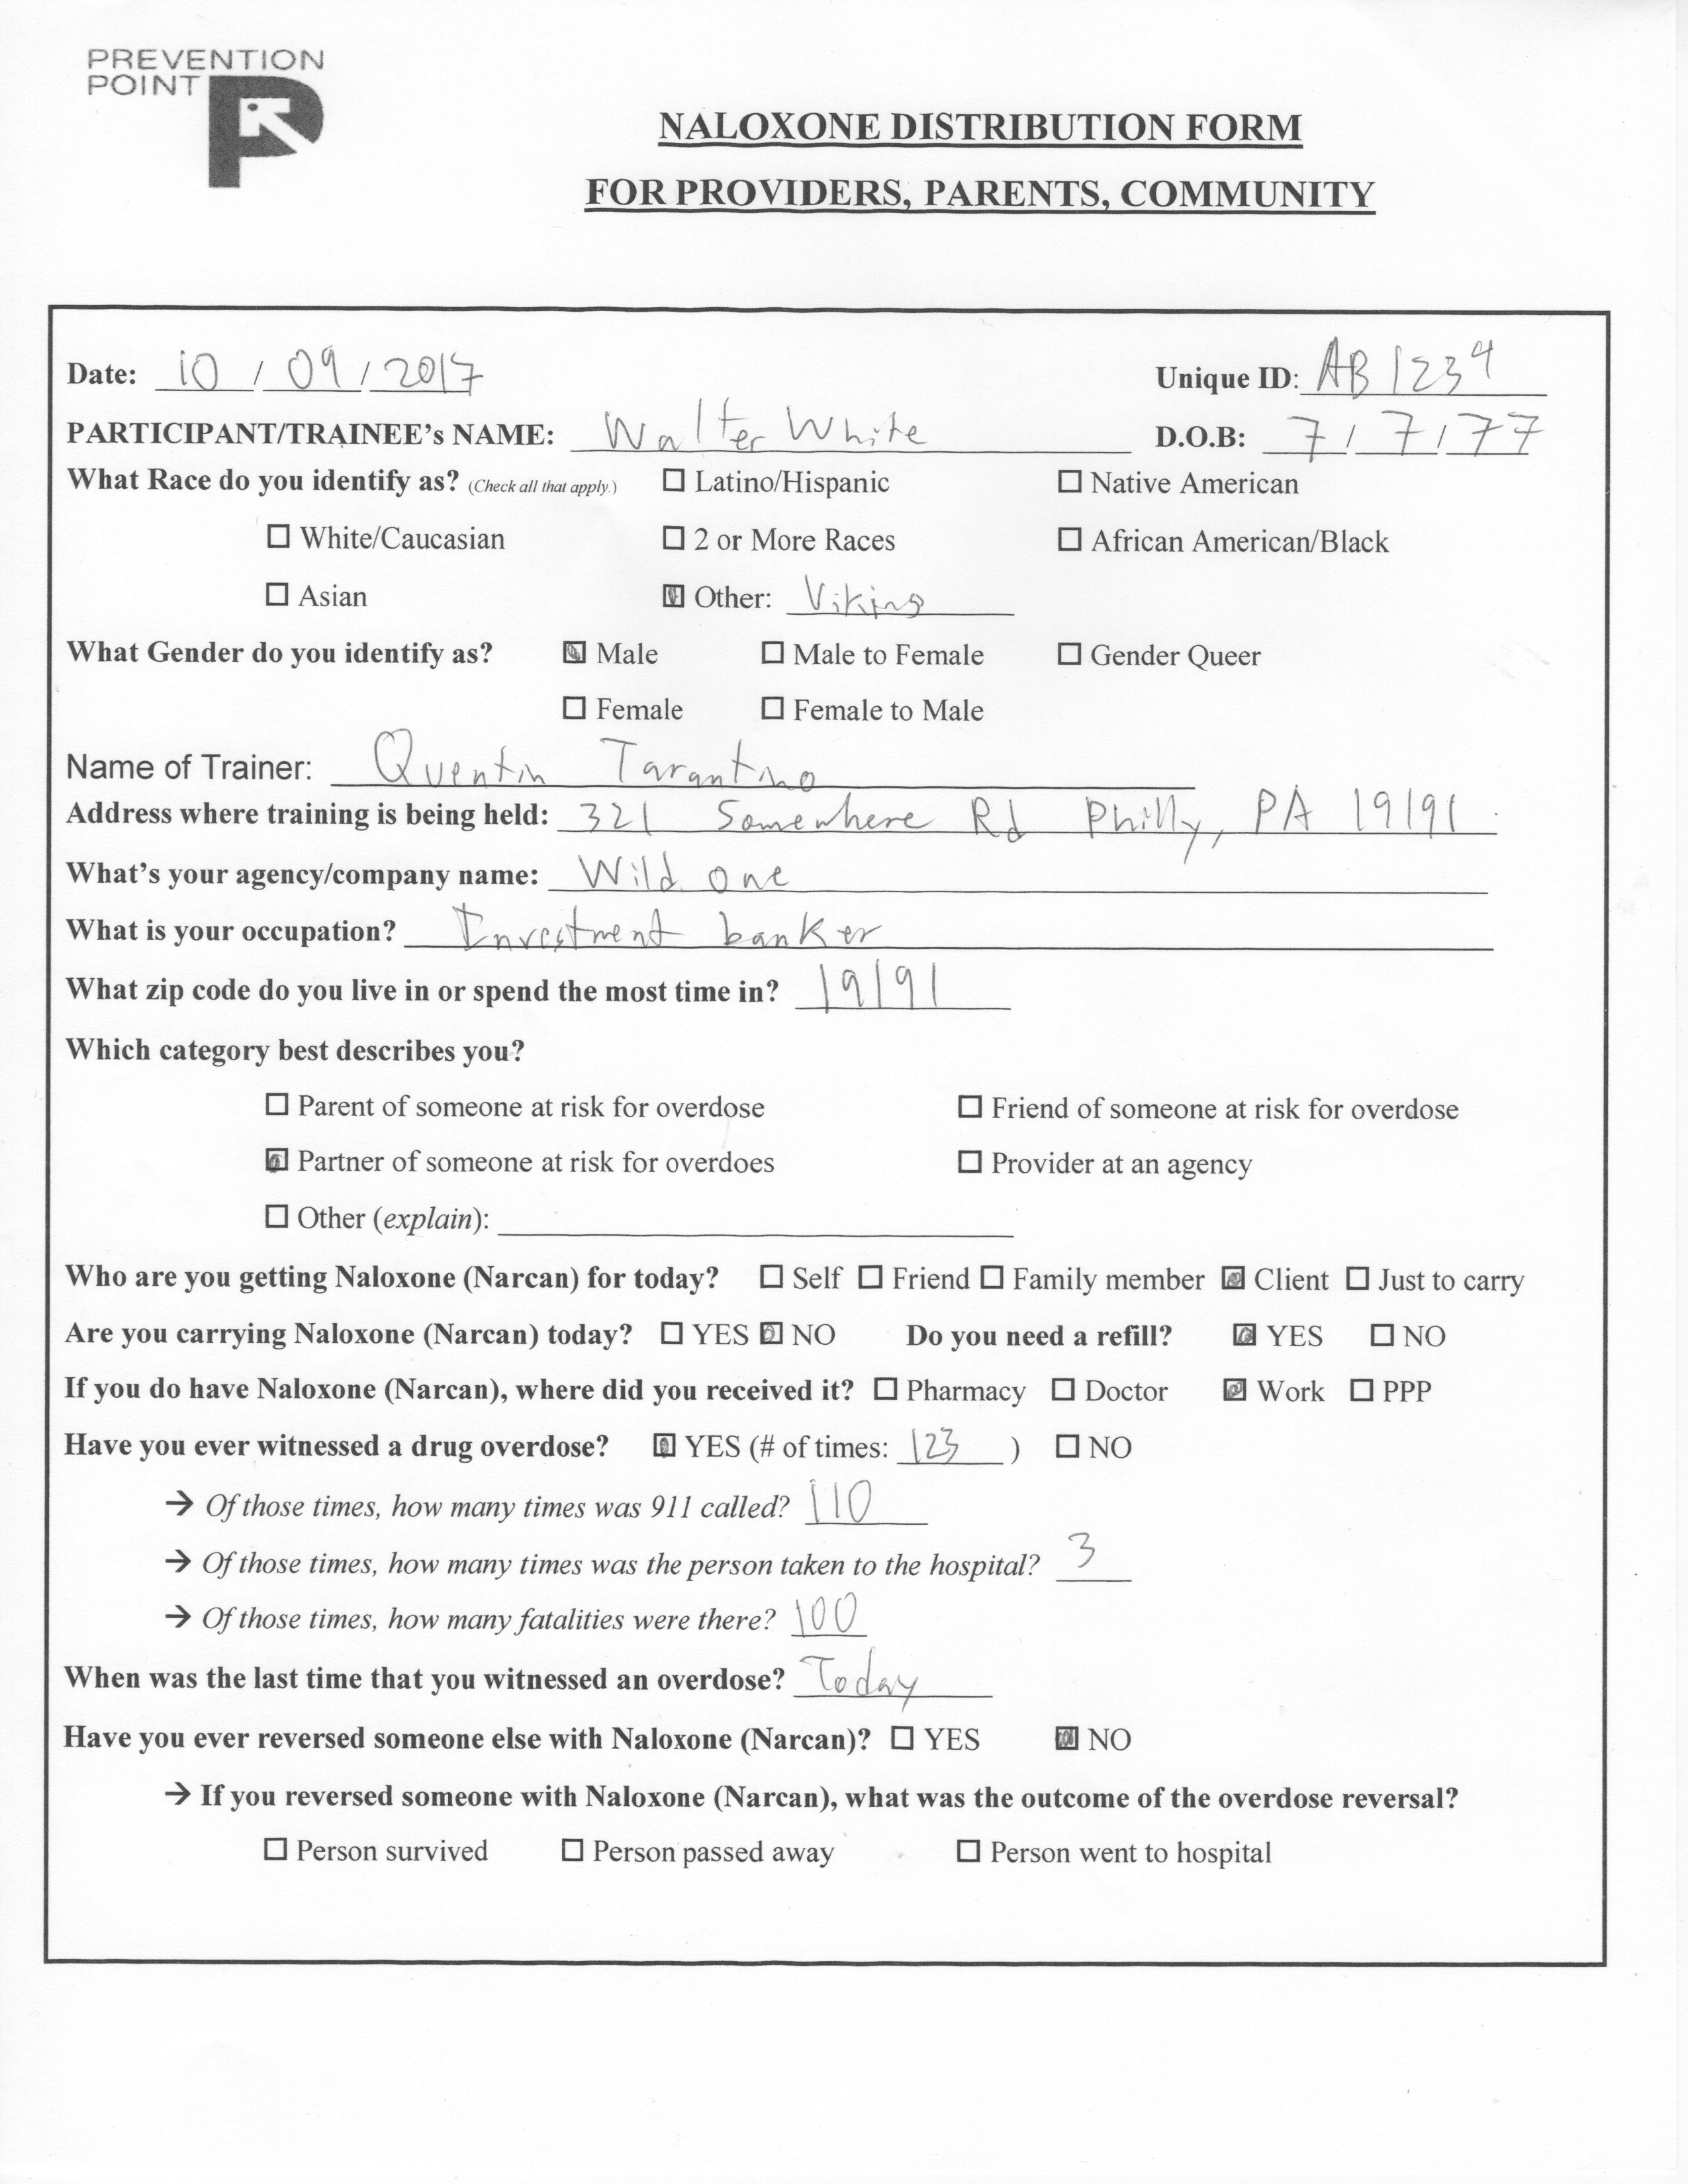 PREVENTION
POINT
NALOXONE DISTRIBUTION FORM
FOR PROVIDERS, PARENTS, COMMUNITY
Date: 10 / 09 / 2017 Unique ID: AB1234
PARTICIPANT/TRAINEE's NAME: Walter White D.O.B: 7 / 7 / 77
What Race do you identify as? (Check all that apply.) ☐ Latino/Hispanic ☐ Native American
☐ White/Caucasian ☐ 2 or More Races ☐ African American/Black
☐ Asian ☒ Other: Viking
What Gender do you identify as? ☒ Male ☐ Male to Female ☐ Gender Queer
☐ Female ☐ Female to Male
Name of Trainer: Quentin Tarantino
Address where training is being held: 321 Somewhere Rd Philly, PA 19191
What's your agency/company name: Wild one
What is your occupation? Investment banker
What zip code do you live in or spend the most time in? 19191
Which category best describes you?
☐ Parent of someone at risk for overdose ☐ Friend of someone at risk for overdose
☒ Partner of someone at risk for overdoes ☐ Provider at an agency
☐ Other (explain):
Who are you getting Naloxone (Narcan) for today? ☐ Self ☐ Friend ☐ Family member ☒ Client ☐ Just to carry
Are you carrying Naloxone (Narcan) today? ☐ YES ☒ NO Do you need a refill? ☒ YES ☐ NO
If you do have Naloxone (Narcan), where did you received it? ☐ Pharmacy ☐ Doctor ☒ Work ☐ PPP
Have you ever witnessed a drug overdose? ☒ YES (# of times: 123 ) ☐ NO
→ Of those times, how many times was 911 called? 110
→ Of those times, how many times was the person taken to the hospital? 3
→ Of those times, how many fatalities were there? 100
When was the last time that you witnessed an overdose? Today
Have you ever reversed someone else with Naloxone (Narcan)? ☐ YES ☒ NO
→ If you reversed someone with Naloxone (Narcan), what was the outcome of the overdose reversal?
☐ Person survived ☐ Person passed away ☐ Person went to hospital